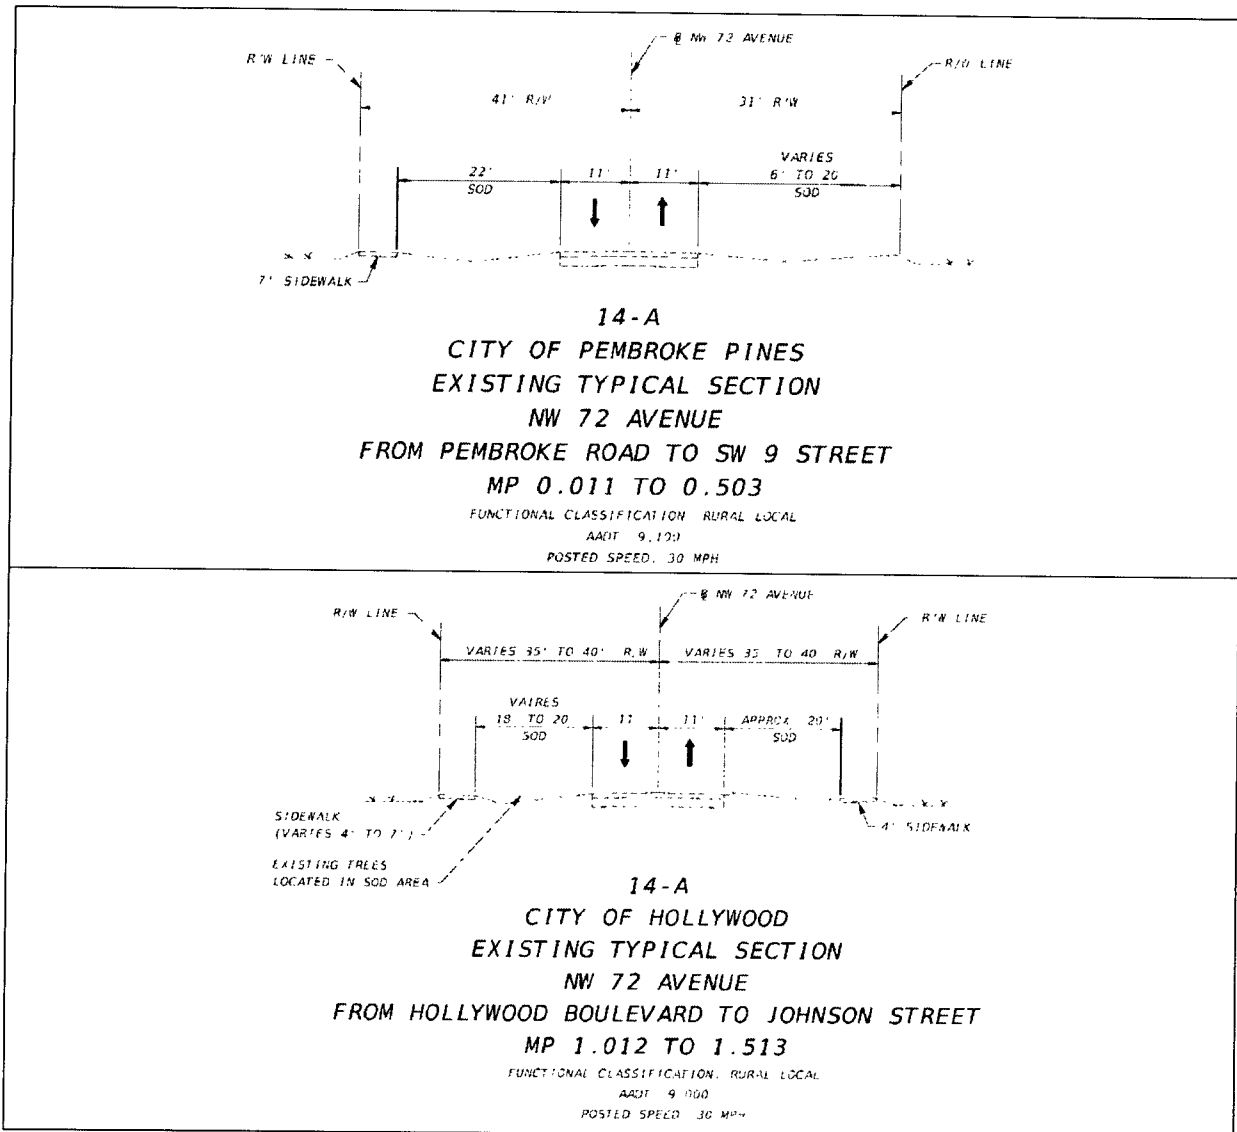 ℄ NW 72 AVENUE
R/W LINE
R/W LINE
41' R/W
31' R/W
VARIES
22'
11'
11'
6' TO 20
SOD
SOD
7' SIDEWALK
14-A
CITY OF PEMBROKE PINES
EXISTING TYPICAL SECTION
NW 72 AVENUE
FROM PEMBROKE ROAD TO SW 9 STREET
MP 0.011 TO 0.503
FUNCTIONAL CLASSIFICATION RURAL LOCAL
AADT 9,100
POSTED SPEED. 30 MPH
℄ NW 72 AVENUE
R/W LINE
R/W LINE
VARIES 35' TO 40' R/W
VARIES 35 TO 40 R/W
VAIRES
18 TO 20
11
11'
APPROX 20'
SOD
SOD
SIDEWALK
(VARIES 4' TO 7')
4' SIDEWALK
EXISTING TREES
LOCATED IN SOD AREA
14-A
CITY OF HOLLYWOOD
EXISTING TYPICAL SECTION
NW 72 AVENUE
FROM HOLLYWOOD BOULEVARD TO JOHNSON STREET
MP 1.012 TO 1.513
FUNCTIONAL CLASSIFICATION. RURAL LOCAL
AADT 9 000
POSTED SPEED 30 MPH